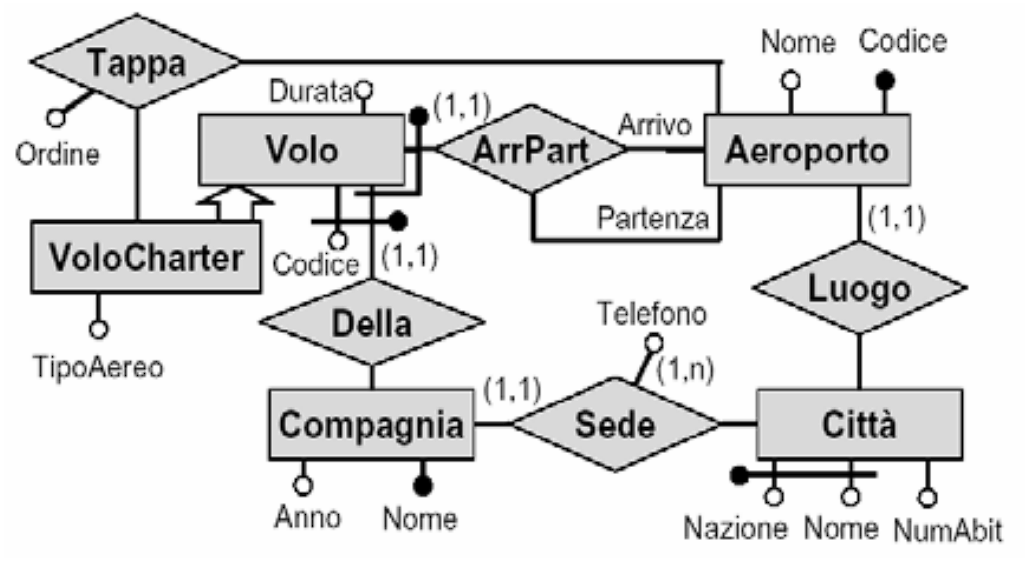 Tappa
Nome
Codice
Durata
(1,1)
Arrivo
Ordine
Volo
ArrPart
Aeroporto
Partenza
(1,1)
VoloCharter
Codice
(1,1)
Luogo
Della
Telefono
TipoAereo
(1,1)
(1,n)
Compagnia
Sede
Città
Anno
Nome
Nazione
Nome
NumAbit